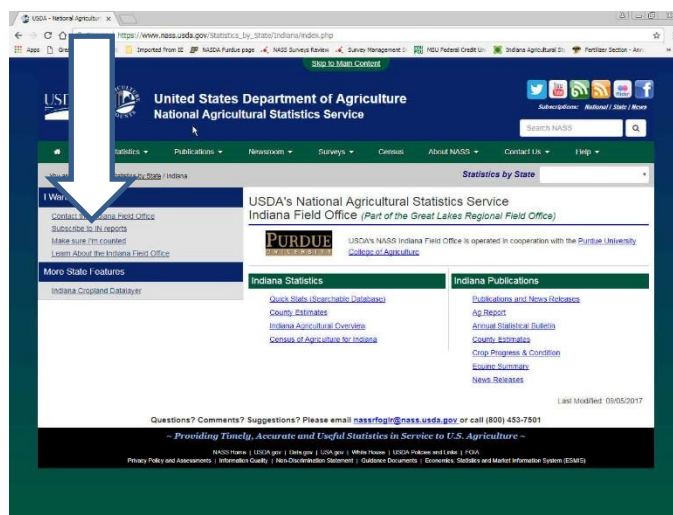 USDA - National Agricultur
https://www.nass.usda.gov/Statistics_by_State/Indiana/index.php
Apps
Imported From IE
NASDA Purdue page
NASS Surveys Review
Survey Management S
MSU Federal Credit Un
Indiana Agricultural St
Fertilizer Section - Ann
Skip to Main Content
United States Department of Agriculture
National Agricultural Statistics Service
Subscriptions: National / State / News
Search NASS
Publications
Newsroom
Surveys
Census
About NASS
Contact Us
Help
Statistics by State / Indiana
Statistics by State
I Wan
Contact the Indiana Field Office
Subscribe to IN reports
Make sure I'm counted
Learn About the Indiana Field Office
More State Features
Indiana Cropland Datalayer
USDA's National Agricultural Statistics Service
Indiana Field Office (Part of the Great Lakes Regional Field Office)
PURDUE
USDA's NASS Indiana Field Office is operated in cooperation with the Purdue University
College of Agriculture
Indiana Statistics
Quick Stats (Searchable Database)
County Estimates
Indiana Agricultural Overview
Census of Agriculture for Indiana
Indiana Publications
Publications and News Releases
Ag Report
Annual Statistical Bulletin
County Estimates
Crop Progress & Condition
Equine Summary
News Releases
Last Modified: 09/05/2017
Questions? Comments? Suggestions? Please email nassrfoglr@nass.usda.gov or call (800) 453-7501
~ Providing Timely, Accurate and Useful Statistics in Service to U.S. Agriculture ~
NASS Home | USDA.gov | Data.gov | USA.gov | White House | USDA Policies and Links | FOIA
Privacy Policy and Assessments | Information Quality | Non-Discrimination Statement | Guidance Documents | Economics, Statistics and Market Information System (ESMIS)